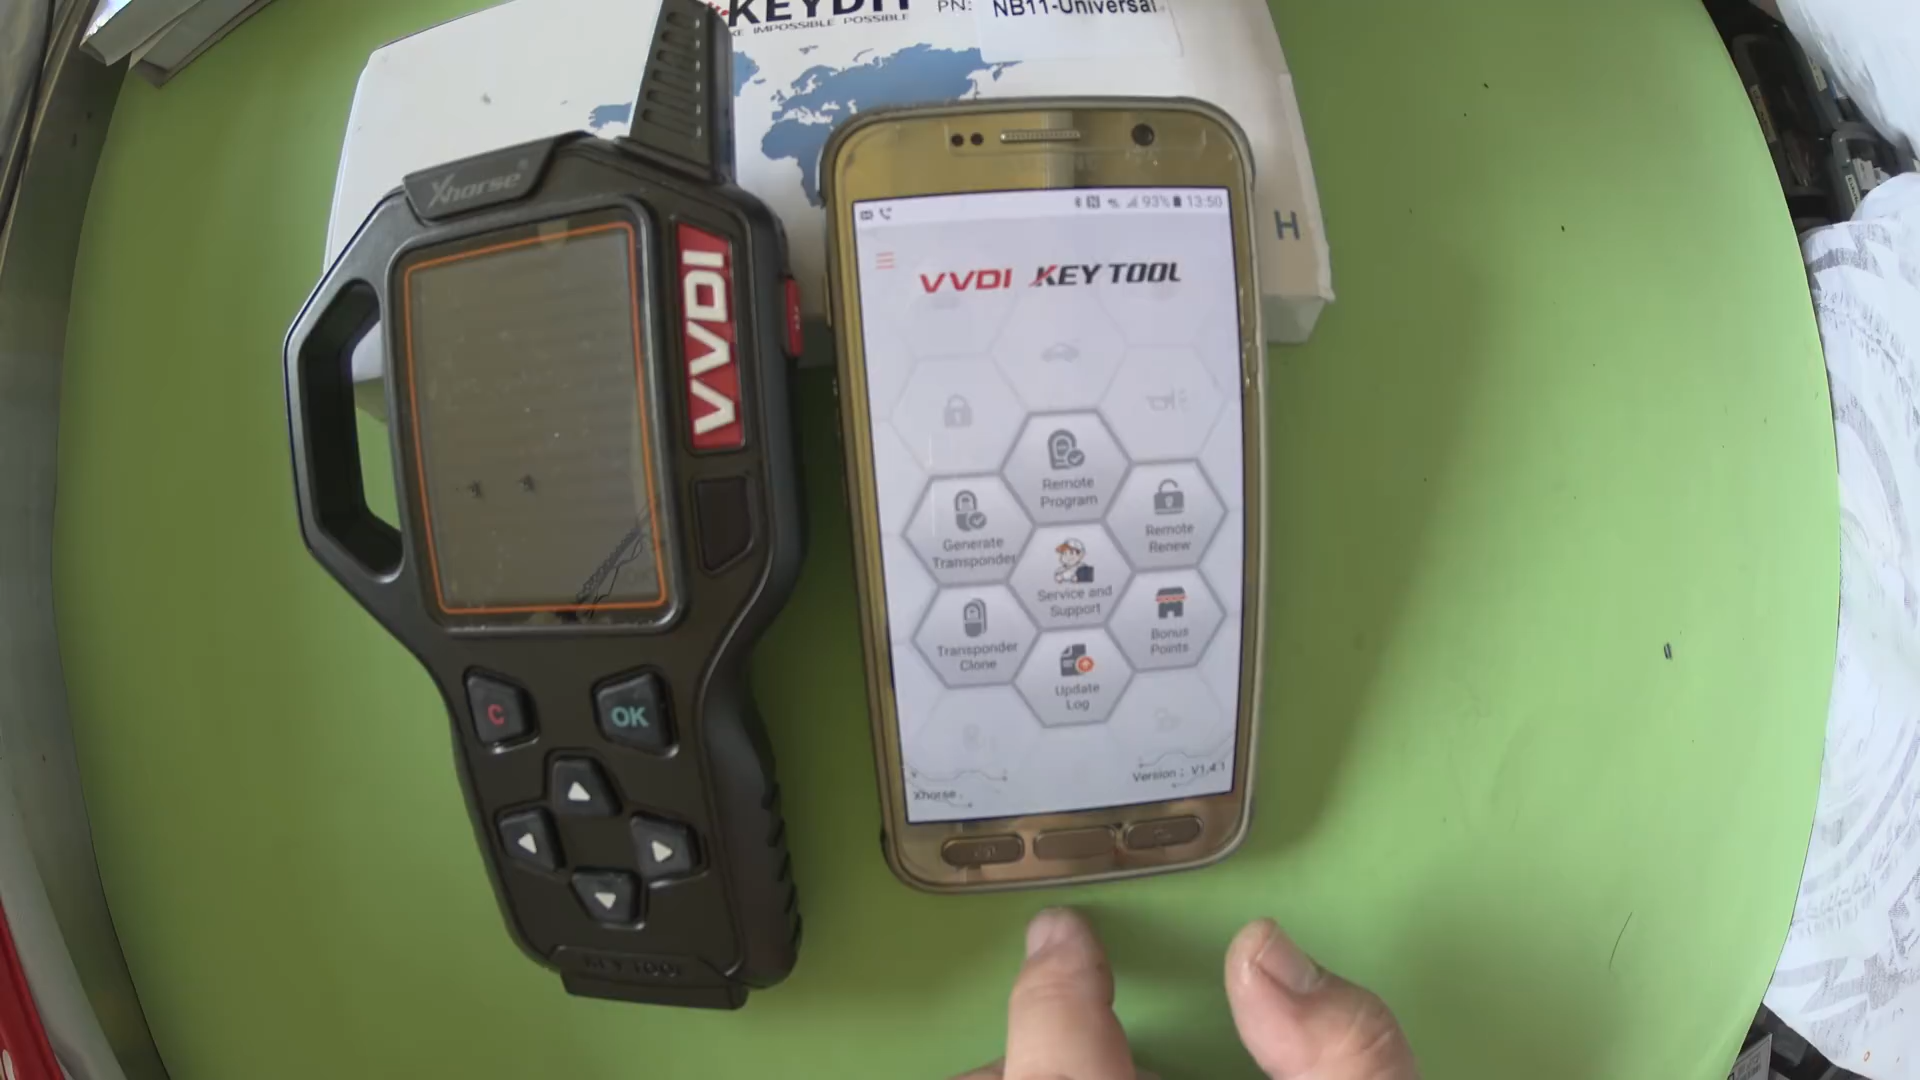 KEYDIY
KE IMPOSSIBLE POSSIBLE
PN:
NB11-Universal
H
Xhorse
VVDI
C
OK
93%
13:50
VVDI KEY TOOL
Remote
Program
Generate
Transponder
Remote
Renew
Service and
Support
Transponder
Clone
Bonus
Points
Update
Log
Version : V1.4.1
Xhorse